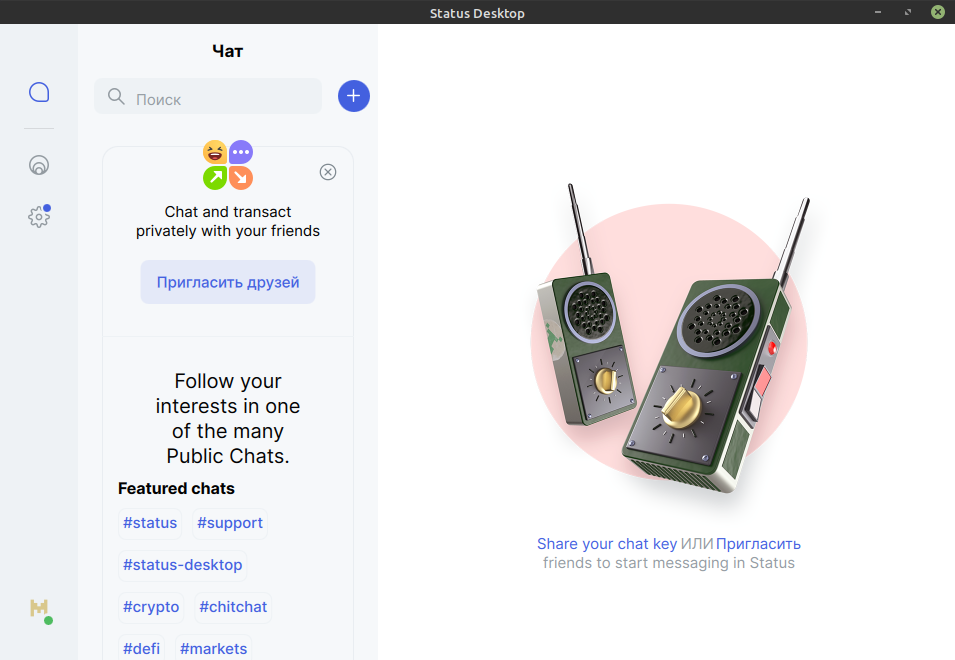 Status Desktop
Чат
Поиск
Chat and transact
privately with your friends
Пригласить друзей
Follow your
interests in one
of the many
Public Chats.
Featured chats
#status #support
#status-desktop
#crypto #chitchat
#defi #markets
Share your chat key ИЛИ Пригласить
friends to start messaging in Status